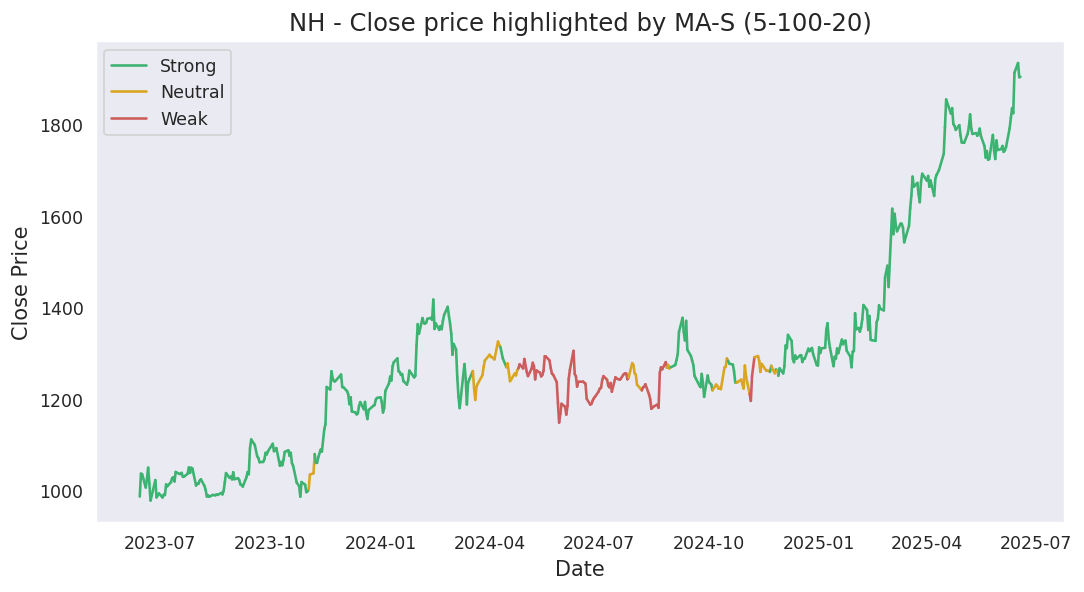 NH - Close price highlighted by MA-S (5-100-20)
Strong
Neutral
Weak
Close Price
1800
1600
1400
1200
1000
2023-07 2023-10 2024-01 2024-04 2024-07 2024-10 2025-01 2025-04 2025-07
Date